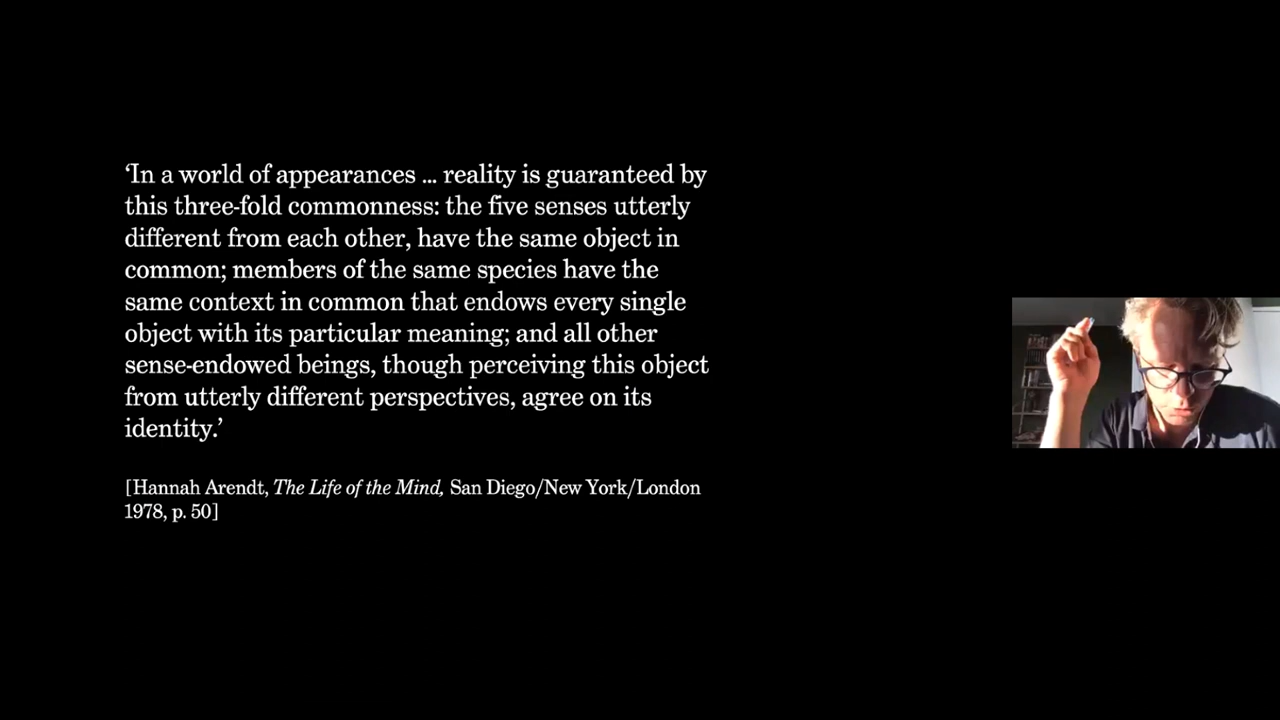 ‘In a world of appearances ... reality is guaranteed by
this three-fold commonness: the five senses utterly
different from each other, have the same object in
common; members of the same species have the
same context in common that endows every single
object with its particular meaning; and all other
sense-endowed beings, though perceiving this object
from utterly different perspectives, agree on its
identity.’
[Hannah Arendt, The Life of the Mind, San Diego/New York/London
1978, p. 50]